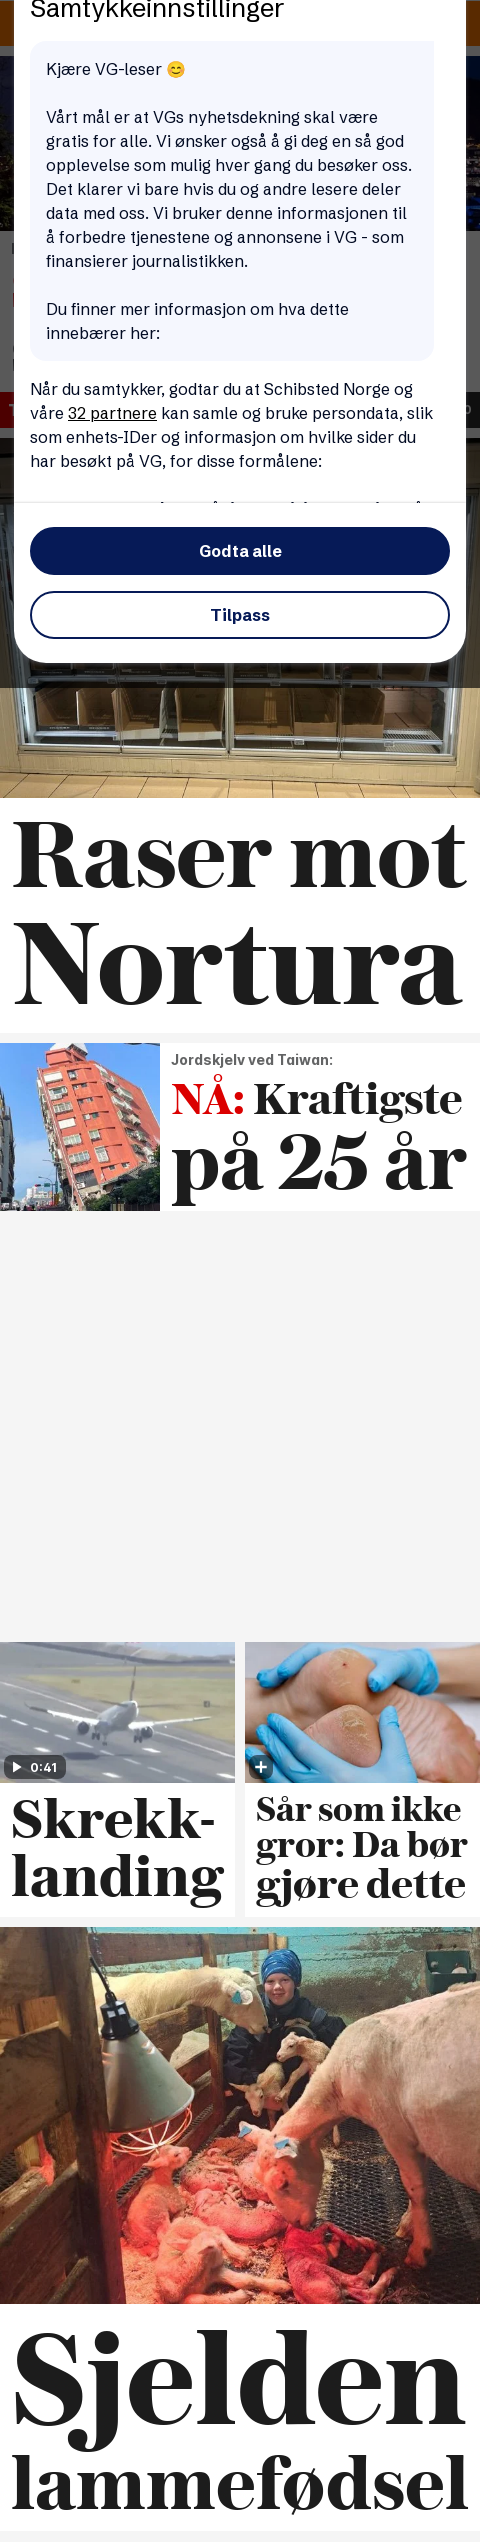 Samtykkeinnstillinger
Kjære VG-leser 😊
Vårt mål er at VGs nyhetsdekning skal være
gratis for alle. Vi ønsker også å gi deg en så god
opplevelse som mulig hver gang du besøker oss.
Det klarer vi bare hvis du og andre lesere deler
data med oss. Vi bruker denne informasjonen til
å forbedre tjenestene og annonsene i VG - som
finansierer journalistikken.
Du finner mer informasjon om hva dette
innebærer her:
Når du samtykker, godtar du at Schibsted Norge og
våre 32 partnere kan samle og bruke persondata, slik
som enhets-IDer og informasjon om hvilke sider du
har besøkt på VG, for disse formålene:
Godta alle
Tilpass
Raser mot
Nortura
Jordskjelv ved Taiwan:
NÅ: Kraftigste
på 25 år
0:41
Skrekk-
landing
Sår som ikke
gror: Da bør
gjøre dette
Sjelden
lammefødsel